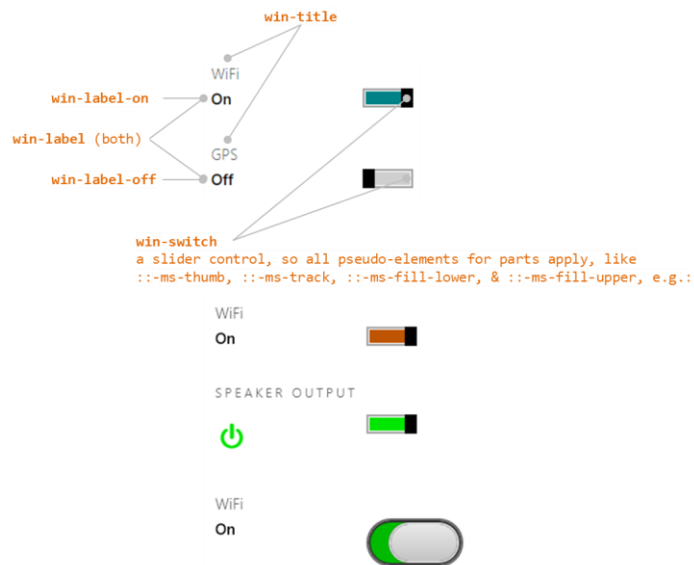 win-title
WiFi
win-label-on
On
win-label (both)
GPS
win-label-off
Off
win-switch
a slider control, so all pseudo-elements for parts apply, like
::-ms-thumb, ::-ms-track, ::-ms-fill-lower, & ::-ms-fill-upper, e.g.:
WiFi
On
SPEAKER OUTPUT
WiFi
On